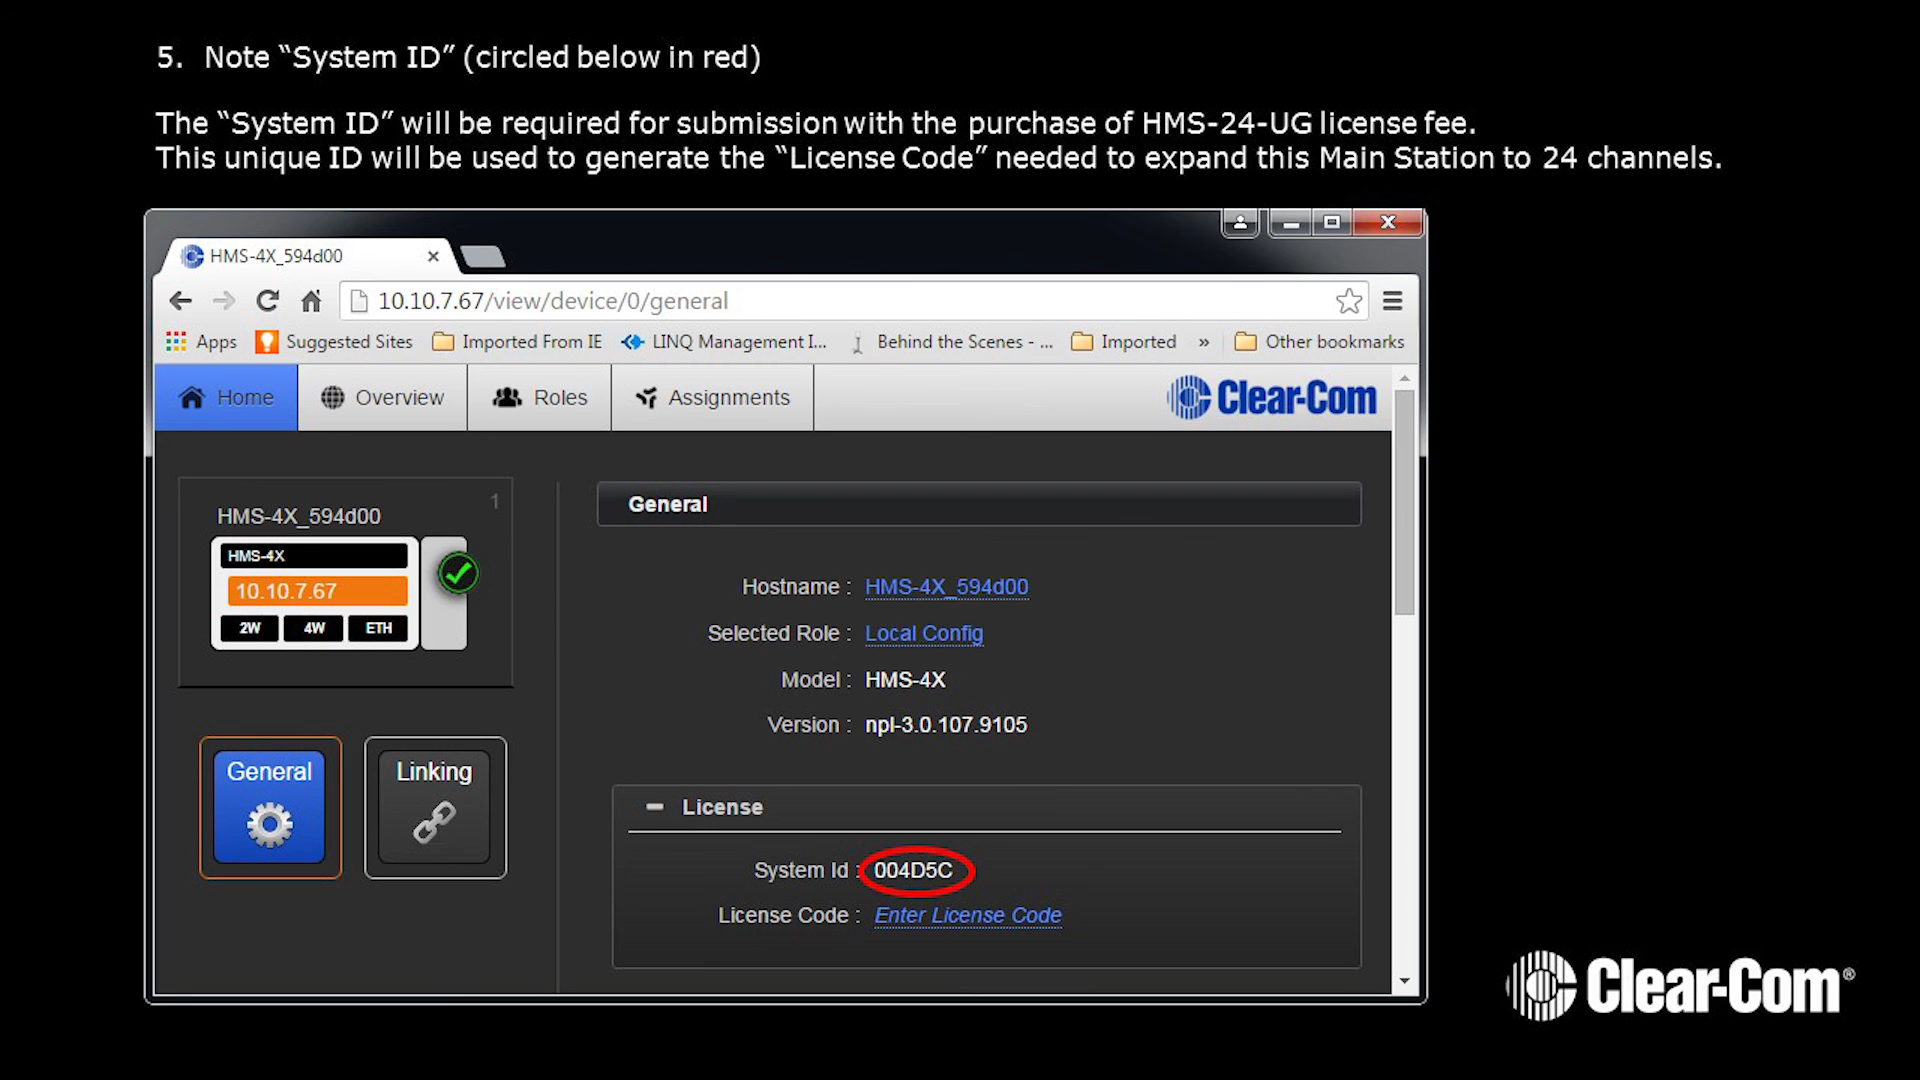 5. Note “System ID” (circled below in red)
The “System ID” will be required for submission with the purchase of HMS-24-UG license fee.
This unique ID will be used to generate the “License Code” needed to expand this Main Station to 24 channels.
HMS-4X_594d00
10.10.7.67/view/device/0/general
Apps Suggested Sites Imported From IE LINQ Management I... Behind the Scenes - ... Imported » Other bookmarks
Home Overview Roles Assignments Clear-Com
1
HMS-4X_594d00
HMS-4X
10.10.7.67
2W 4W ETH
General Linking
General
Hostname : HMS-4X_594d00
Selected Role : Local Config
Model : HMS-4X
Version : npl-3.0.107.9105
License
System Id : 004D5C
License Code : Enter License Code
Clear-Com®